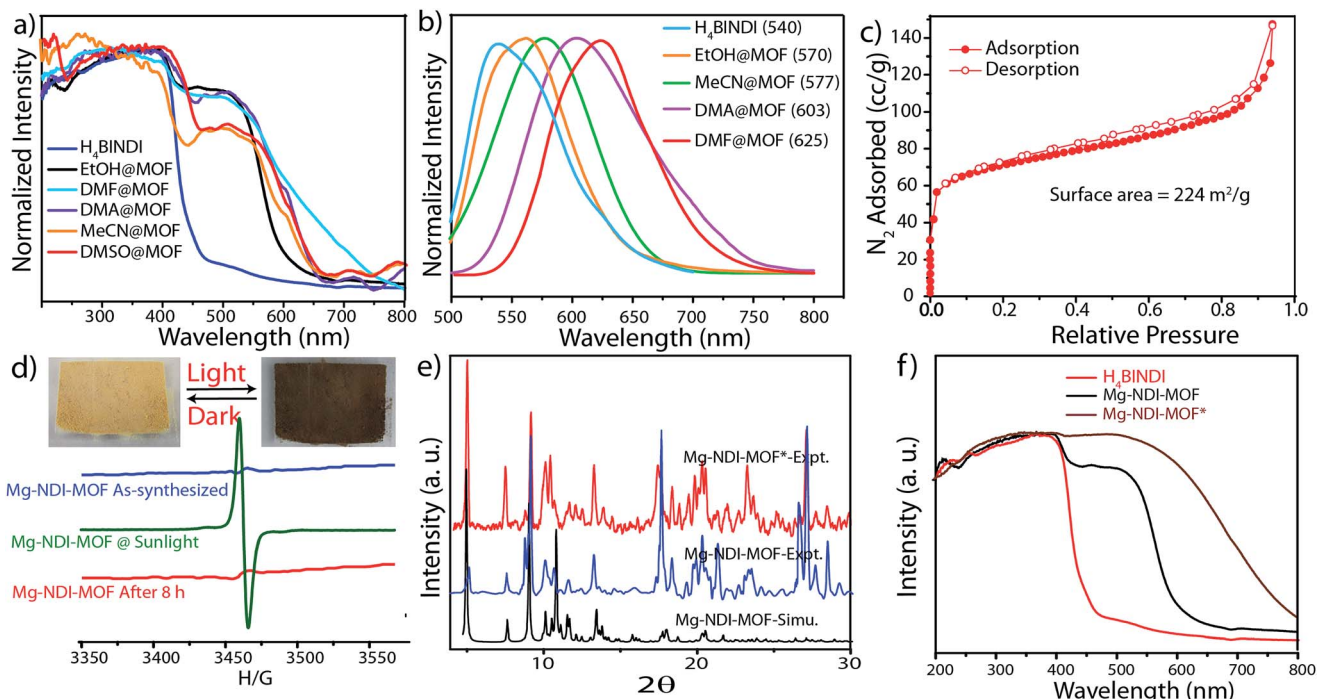 a)
Normalized Intensity
H₄BINDI
EtOH@MOF
DMF@MOF
DMA@MOF
MeCN@MOF
DMSO@MOF
300 400 500 600 700 800
Wavelength (nm)
b)
Normalized Intensity
H₄BINDI (540)
EtOH@MOF (570)
MeCN@MOF (577)
DMA@MOF (603)
DMF@MOF (625)
500 550 600 650 700 750 800
Wavelength (nm)
c)
N₂ Adsorbed (cc/g)
140
120
100
80
60
40
20
0
Adsorption
Desorption
Surface area = 224 m²/g
0.0 0.2 0.4 0.6 0.8 1.0
Relative Pressure
d)
Light
Dark
Mg-NDI-MOF As-synthesized
Mg-NDI-MOF @ Sunlight
Mg-NDI-MOF After 8 h
3350 3400 3450 3500 3550
H/G
e)
Intensity (a. u.)
Mg-NDI-MOF*-Expt.
Mg-NDI-MOF-Expt.
Mg-NDI-MOF-Simu.
10 20 30
2θ
f)
Intensity (a. u.)
H₄BINDI
Mg-NDI-MOF
Mg-NDI-MOF*
200 300 400 500 600 700 800
Wavelength (nm)